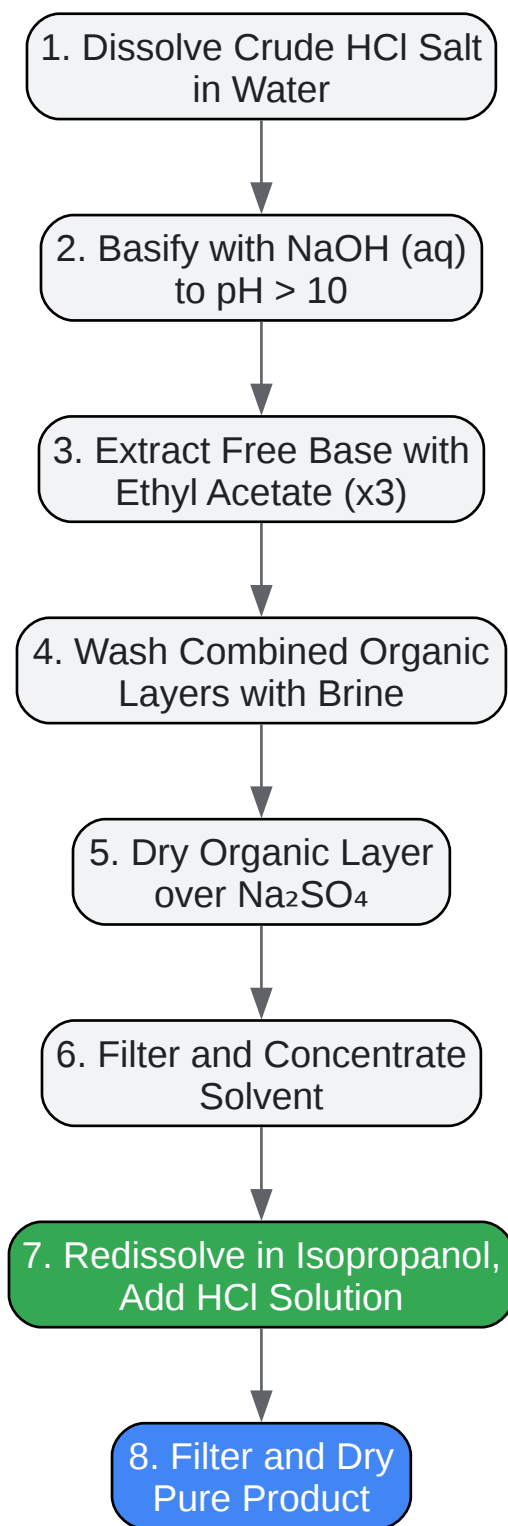 1. Dissolve Crude HCl Salt
in Water
2. Basify with NaOH (aq)
to pH > 10
3. Extract Free Base with
Ethyl Acetate (x3)
4. Wash Combined Organic
Layers with Brine
5. Dry Organic Layer
over Na₂SO₄
6. Filter and Concentrate
Solvent
7. Redissolve in Isopropanol,
Add HCl Solution
8. Filter and Dry
Pure Product